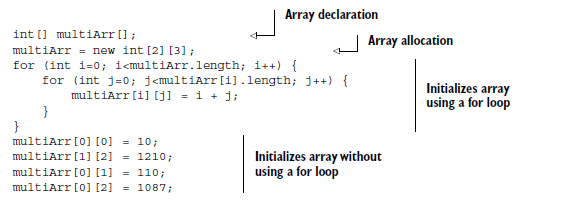 Array declaration
int[] multiArr[];
multiArr = new int[2][3];
Array allocation
for (int i=0; i<multiArr.length; i++) {
for (int j=0; j<multiArr[i].length; j++) {
multiArr[i][j] = i + j;
}
}
Initializes array
using a for loop
multiArr[0][0] = 10;
multiArr[1][2] = 1210;
multiArr[0][1] = 110;
multiArr[0][2] = 1087;
Initializes array without
using a for loop